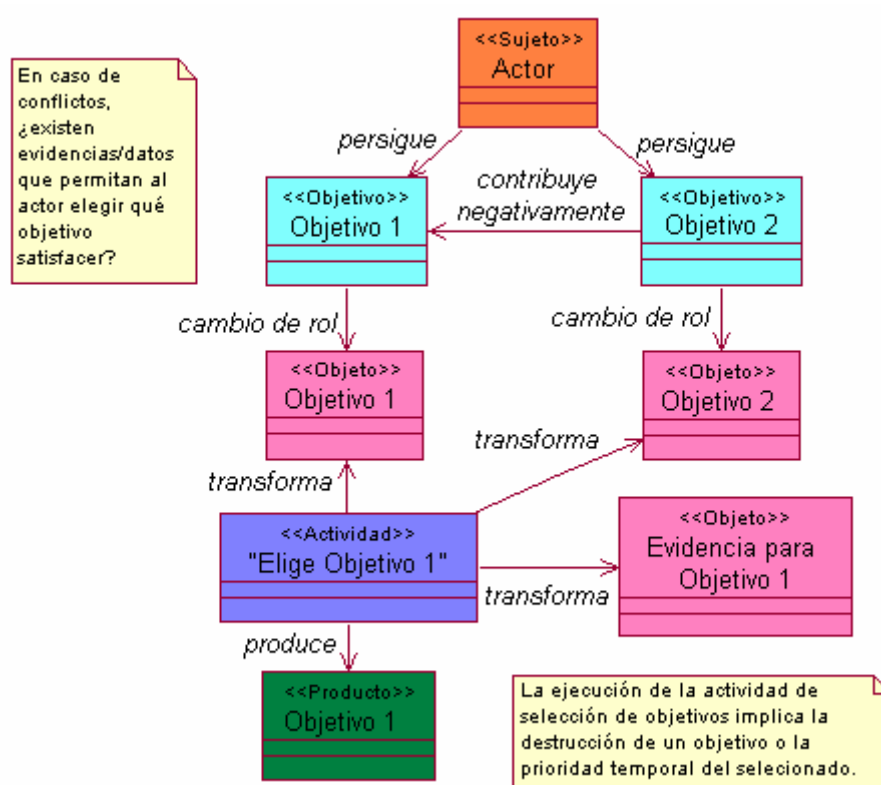 <<Sujeto>>
Actor
En caso de
conflictos,
¿existen
evidencias/datos
que permitan al
actor elegir qué
objetivo
satisfacer?
persigue
persigue
<<Objetivo>>
Objetivo 1
contribuye
negativamente
<<Objetivo>>
Objetivo 2
cambio de rol
cambio de rol
<<Objeto>>
Objetivo 1
<<Objeto>>
Objetivo 2
transforma
transforma
<<Actividad>>
"Elige Objetivo 1"
transforma
<<Objeto>>
Evidencia para
Objetivo 1
produce
<<Producto>>
Objetivo 1
La ejecución de la actividad de
selección de objetivos implica la
destrucción de un objetivo o la
prioridad temporal del selecionado.